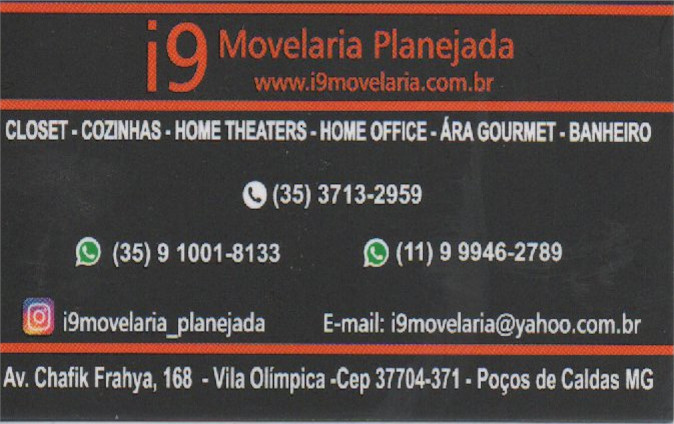 i9 Movelaria Planejada
www.i9movelaria.com.br
CLOSET - COZINHAS - HOME THEATERS - HOME OFFICE - ÁRA GOURMET - BANHEIRO
(35) 3713-2959
(35) 9 1001-8133 (11) 9 9946-2789
i9movelaria_planejada E-mail: i9movelaria@yahoo.com.br
Av. Chafik Frahya, 168 - Vila Olímpica -Cep 37704-371 - Poços de Caldas MG